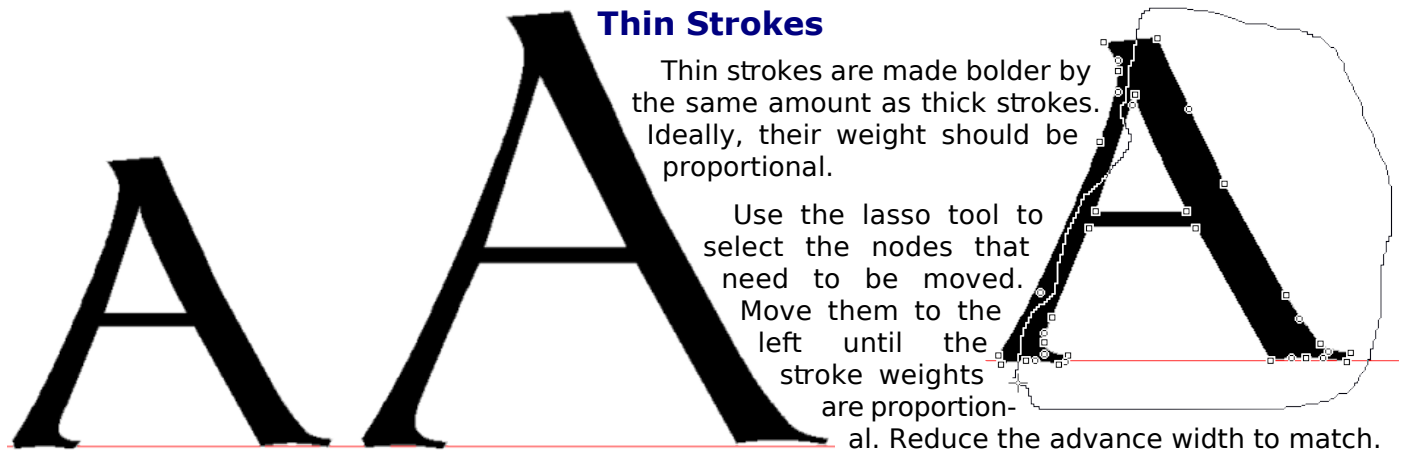 Thin Strokes
Thin strokes are made bolder by
the same amount as thick strokes.
Ideally, their weight should be
proportional.
Use the lasso tool to
select the nodes that
need to be moved.
Move them to the
left until the
stroke weights
are proportion-
al. Reduce the advance width to match.
A A A